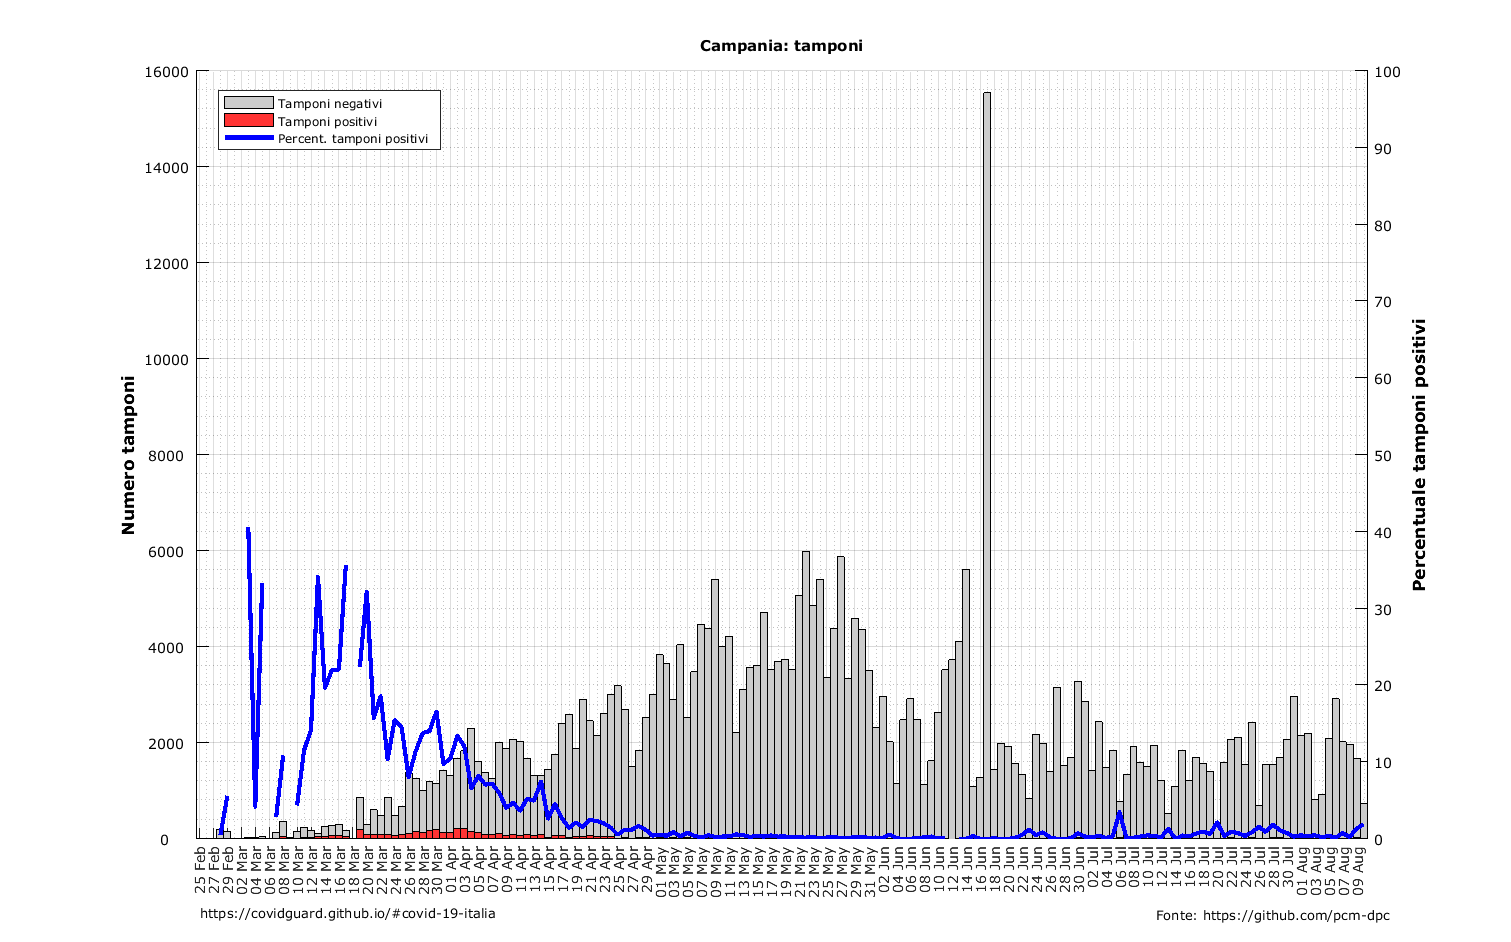 Campania: tamponi
16000
14000
12000
10000
8000
6000
4000
2000
0
Numero tamponi
Tamponi negativi
Tamponi positivi
Percent. tamponi positivi
100
90
80
70
60
50
40
30
20
10
0
Percentuale tamponi positivi
25 Feb
27 Feb
29 Feb
02 Mar
04 Mar
06 Mar
08 Mar
10 Mar
12 Mar
14 Mar
16 Mar
18 Mar
20 Mar
22 Mar
24 Mar
26 Mar
28 Mar
30 Mar
01 Apr
03 Apr
05 Apr
07 Apr
09 Apr
11 Apr
13 Apr
15 Apr
17 Apr
19 Apr
21 Apr
23 Apr
25 Apr
27 Apr
29 Apr
01 May
03 May
05 May
07 May
09 May
11 May
13 May
15 May
17 May
19 May
21 May
23 May
25 May
27 May
29 May
31 May
02 Jun
04 Jun
06 Jun
08 Jun
10 Jun
12 Jun
14 Jun
16 Jun
18 Jun
20 Jun
22 Jun
24 Jun
26 Jun
28 Jun
30 Jun
02 Jul
04 Jul
06 Jul
08 Jul
10 Jul
12 Jul
14 Jul
16 Jul
18 Jul
20 Jul
22 Jul
24 Jul
26 Jul
28 Jul
30 Jul
01 Aug
03 Aug
05 Aug
07 Aug
09 Aug
https://covidguard.github.io/#covid-19-italia
Fonte: https://github.com/pcm-dpc